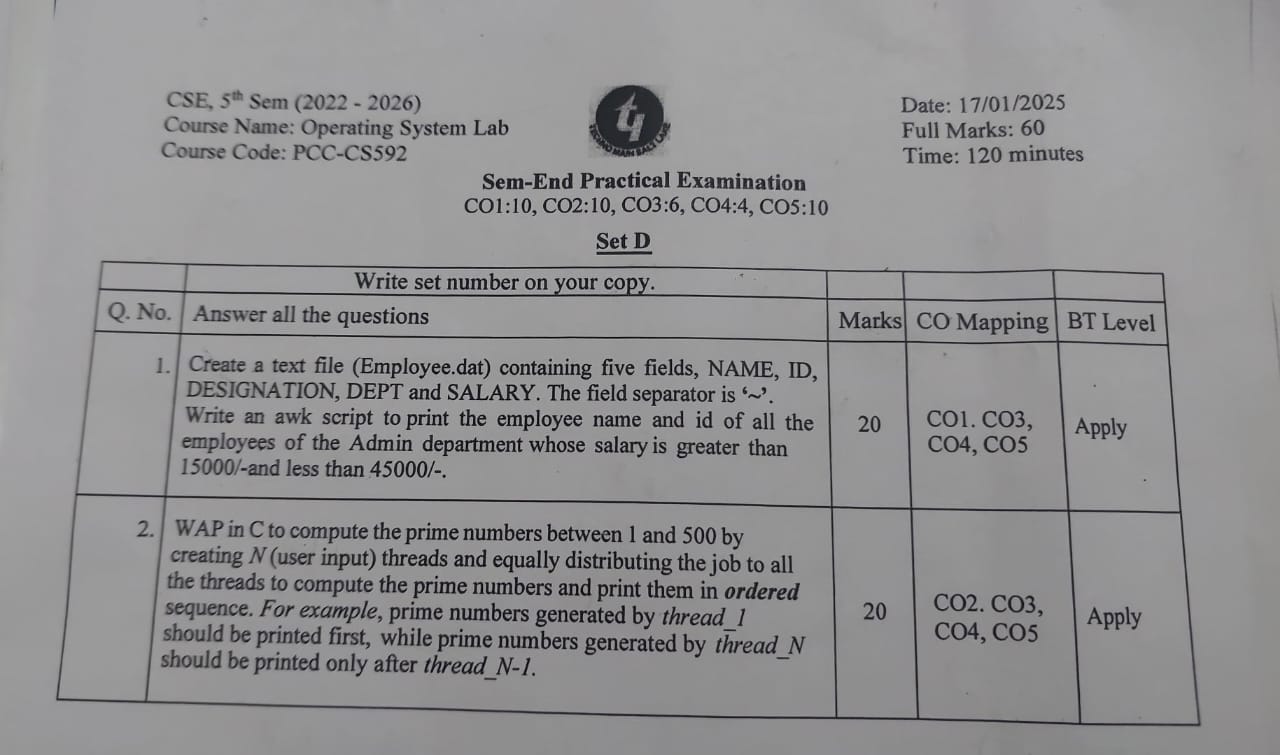 CSE, 5th Sem (2022 - 2026)
Course Name: Operating System Lab
Course Code: PCC-CS592
Date: 17/01/2025
Full Marks: 60
Time: 120 minutes
TECHNO MAIN SALT LAKE
Sem-End Practical Examination
CO1:10, CO2:10, CO3:6, CO4:4, CO5:10
Set D
Write set number on your copy.
Q. No. Answer all the questions Marks CO Mapping BT Level
1. Create a text file (Employee.dat) containing five fields, NAME, ID,
DESIGNATION, DEPT and SALARY. The field separator is ‘~’.
Write an awk script to print the employee name and id of all the
employees of the Admin department whose salary is greater than
15000/-and less than 45000/-.
20
CO1. CO3,
CO4, CO5
Apply
2. WAP in C to compute the prime numbers between 1 and 500 by
creating N (user input) threads and equally distributing the job to all
the threads to compute the prime numbers and print them in ordered
sequence. For example, prime numbers generated by thread_1
should be printed first, while prime numbers generated by thread_N
should be printed only after thread_N-1.
20
CO2. CO3,
CO4, CO5
Apply